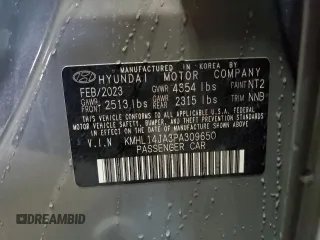 MANUFACTURED IN KOREA BY
HYUNDAI MOTOR COMPANY
FEB/2023 GVWR 4354 lbs PAINT NT2
GAWR FRONT 2513 lbs GAWR REAR 2315 lbs TRIM NNB
THIS VEHICLE CONFORMS TO ALL APPLICABLE FEDERAL MOTOR VEHICLE SAFETY, BUMPER, AND THEFT PREVENTION STANDARDS IN EFFECT ON THE DATE OF MANUFACTURE SHOWN ABOVE.
V.I.N KMHL14JA3PA309650
PASSENGER CAR
DREAMBID